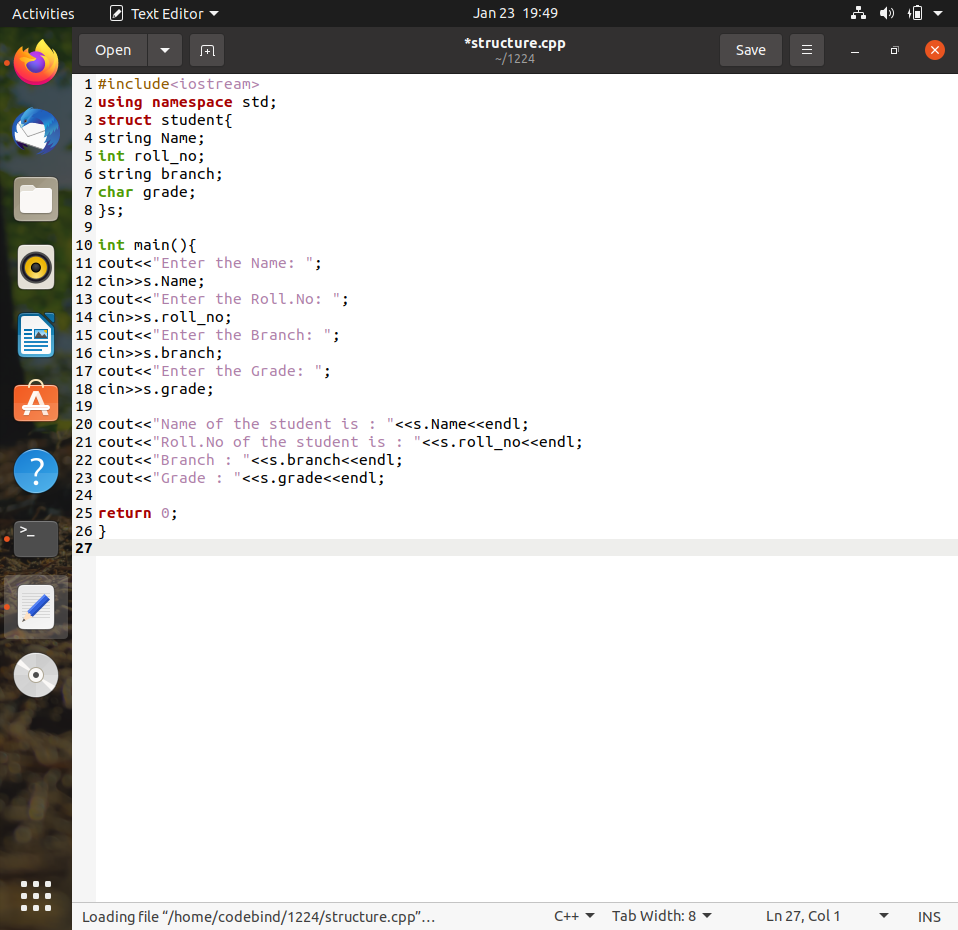 Activities Text Editor Jan 23 19:49
Open *structure.cpp Save
~/1224
1 #include<iostream>
2 using namespace std;
3 struct student{
4 string Name;
5 int roll_no;
6 string branch;
7 char grade;
8 }s;
9
10 int main(){
11 cout<<"Enter the Name: ";
12 cin>>s.Name;
13 cout<<"Enter the Roll.No: ";
14 cin>>s.roll_no;
15 cout<<"Enter the Branch: ";
16 cin>>s.branch;
17 cout<<"Enter the Grade: ";
18 cin>>s.grade;
19
20 cout<<"Name of the student is : "<<s.Name<<endl;
21 cout<<"Roll.No of the student is : "<<s.roll_no<<endl;
22 cout<<"Branch : "<<s.branch<<endl;
23 cout<<"Grade : "<<s.grade<<endl;
24
25 return 0;
26 }
27
Loading file “/home/codebind/1224/structure.cpp”… C++ Tab Width: 8 Ln 27, Col 1 INS